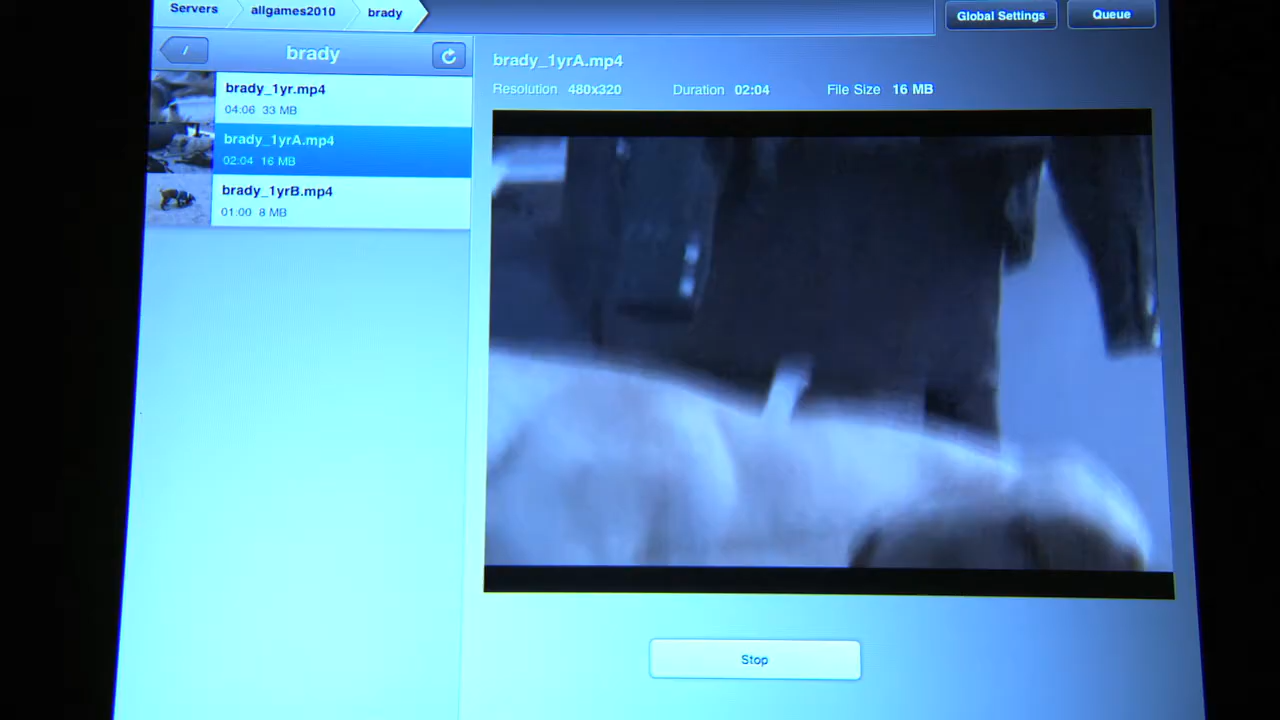 Servers
allgames2010
brady
Global Settings
Queue
/
brady
brady_1yr.mp4
04:06 33 MB
brady_1yrA.mp4
02:04 16 MB
brady_1yrB.mp4
01:00 8 MB
brady_1yrA.mp4
Resolution 480x320 Duration 02:04 File Size 16 MB
Stop